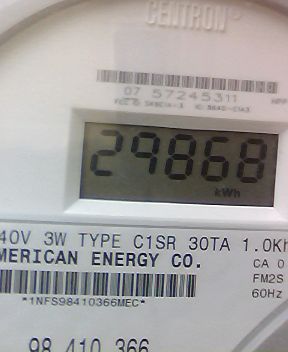 CENTRON®
07 57245311
29868
kWh
40V 3W TYPE C1SR 30TA 1.0Kh
MERICAN ENERGY CO.
CA 0
FM2S
60Hz
*1NFS98410366MEC*
98 410 366